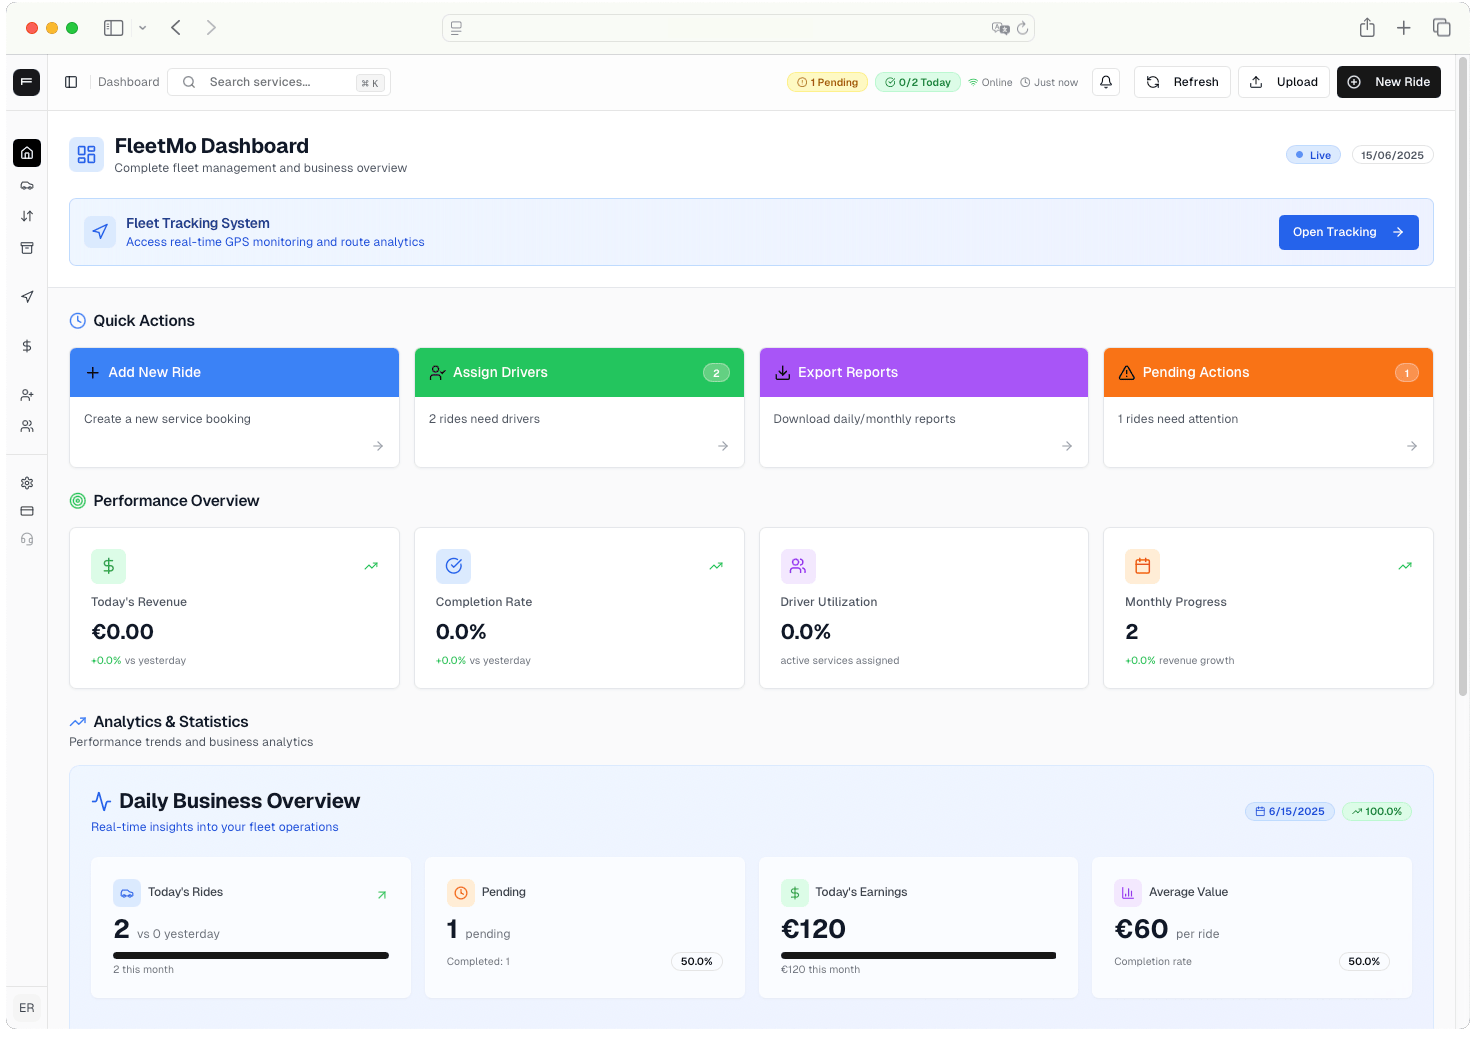 Dashboard
Search services...
⌘ K
1 Pending
0/2 Today
Online
Just now
Refresh
Upload
New Ride
FleetMo Dashboard
Complete fleet management and business overview
Live
15/06/2025
Fleet Tracking System
Access real-time GPS monitoring and route analytics
Open Tracking
Quick Actions
Add New Ride
Create a new service booking
Assign Drivers
2
2 rides need drivers
Export Reports
Download daily/monthly reports
Pending Actions
1
1 rides need attention
Performance Overview
Today's Revenue
€0.00
+0.0% vs yesterday
Completion Rate
0.0%
+0.0% vs yesterday
Driver Utilization
0.0%
active services assigned
Monthly Progress
2
+0.0% revenue growth
Analytics & Statistics
Performance trends and business analytics
Daily Business Overview
Real-time insights into your fleet operations
6/15/2025
100.0%
Today's Rides
2 vs 0 yesterday
2 this month
Pending
1 pending
Completed: 1
50.0%
Today's Earnings
€120
€120 this month
Average Value
€60 per ride
Completion rate
50.0%
ER